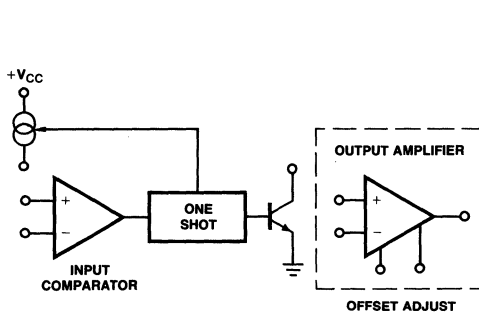 +VCC
OUTPUT AMPLIFIER
+
−
ONE
SHOT
+
−
INPUT
COMPARATOR
OFFSET ADJUST